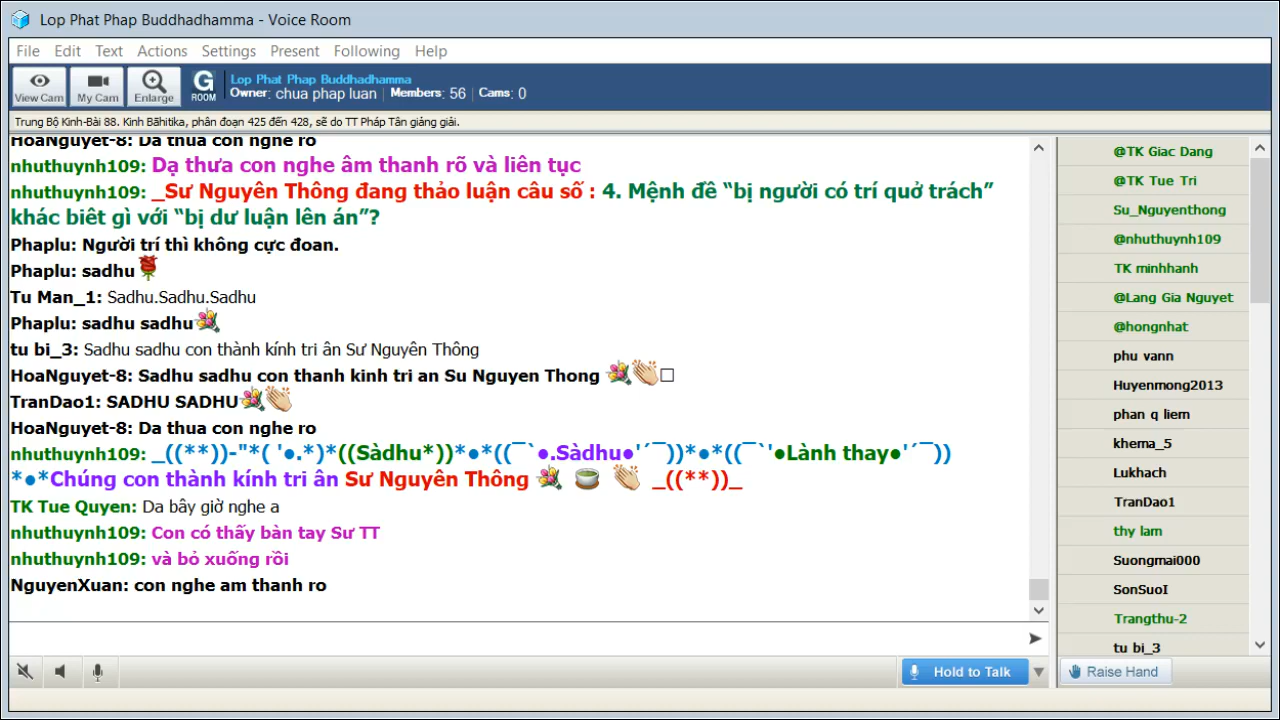 Lop Phat Phap Buddhadhamma - Voice Room
File Edit Text Actions Settings Present Following Help
View Cam My Cam Enlarge G ROOM
Lop Phat Phap Buddhadhamma
Owner: chua phap luan | Members: 56 | Cams: 0
Trung Bộ Kinh-Bài 88. Kinh Bāhitika, phân đoạn 425 đến 428, sẽ do TT Pháp Tân giảng giải.
HoaNguyet-8: Da thua con nghe ro
nhuthuynh109: Dạ thưa con nghe âm thanh rõ và liên tục
nhuthuynh109: _Sư Nguyên Thông đang thảo luận câu số : 4. Mệnh đề “bị người có trí quở trách”
khác biêt gì với “bị dư luận lên án”?
Phaplu: Người trí thì không cực đoan.
Phaplu: sadhu
Tu Man_1: Sadhu.Sadhu.Sadhu
Phaplu: sadhu sadhu
tu bi_3: Sadhu sadhu con thành kính tri ân Sư Nguyên Thông
HoaNguyet-8: Sadhu sadhu con thanh kinh tri an Su Nguyen Thong
TranDao1: SADHU SADHU
HoaNguyet-8: Da thua con nghe ro
nhuthuynh109: _((**))-"*( '●.*)*((Sàdhu*))*●*((¯`●.Sàdhu●'´¯))*●*((¯`'●Lành thay●'´¯))
*●*Chúng con thành kính tri ân Sư Nguyên Thông _((**))_
TK Tue Quyen: Da bây giờ nghe a
nhuthuynh109: Con có thấy bàn tay Sư TT
nhuthuynh109: và bỏ xuống rồi
NguyenXuan: con nghe am thanh ro
Hold to Talk
@TK Giac Dang
@TK Tue Tri
Su_Nguyenthong
@nhuthuynh109
TK minhhanh
@Lang Gia Nguyet
@hongnhat
phu vann
Huyenmong2013
phan q liem
khema_5
Lukhach
TranDao1
thy lam
Suongmai000
SonSuoI
Trangthu-2
tu bi_3
Raise Hand